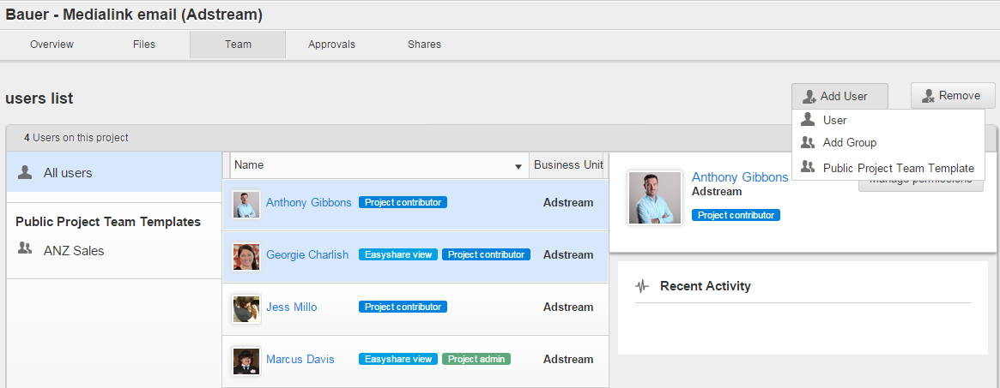 Bauer - Medialink email (Adstream)
Overview Files Team Approvals Shares
users list
Add User Remove
User
Add Group
Public Project Team Template
4 Users on this project
All users
Public Project Team Templates
ANZ Sales
Name Business Unit
Anthony Gibbons Project contributor Adstream
Georgie Charlish Easyshare view Project contributor Adstream
Jess Millo Project contributor Adstream
Marcus Davis Easyshare view Project admin Adstream
Anthony Gibbons
Adstream
Manage permissions
Project contributor
Recent Activity